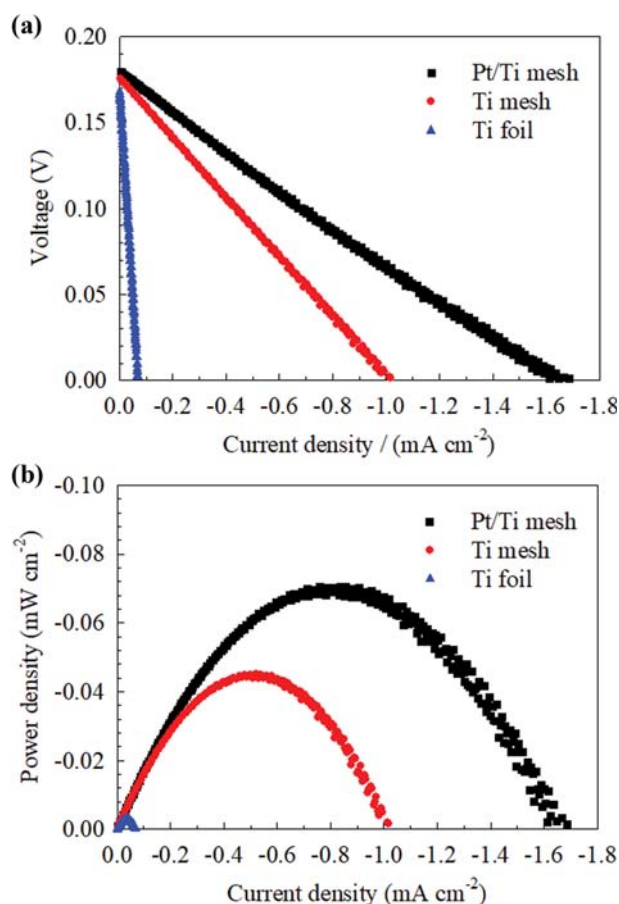 (a)
0.20
0.15
0.10
0.05
0.00
Voltage (V)
Pt/Ti mesh
Ti mesh
Ti foil
0.0 -0.2 -0.4 -0.6 -0.8 -1.0 -1.2 -1.4 -1.6 -1.8
Current density / (mA cm⁻²)
(b)
-0.10
-0.08
-0.06
-0.04
-0.02
0.00
Power density (mW cm⁻²)
Pt/Ti mesh
Ti mesh
Ti foil
0.0 -0.2 -0.4 -0.6 -0.8 -1.0 -1.2 -1.4 -1.6 -1.8
Current density (mA cm⁻²)